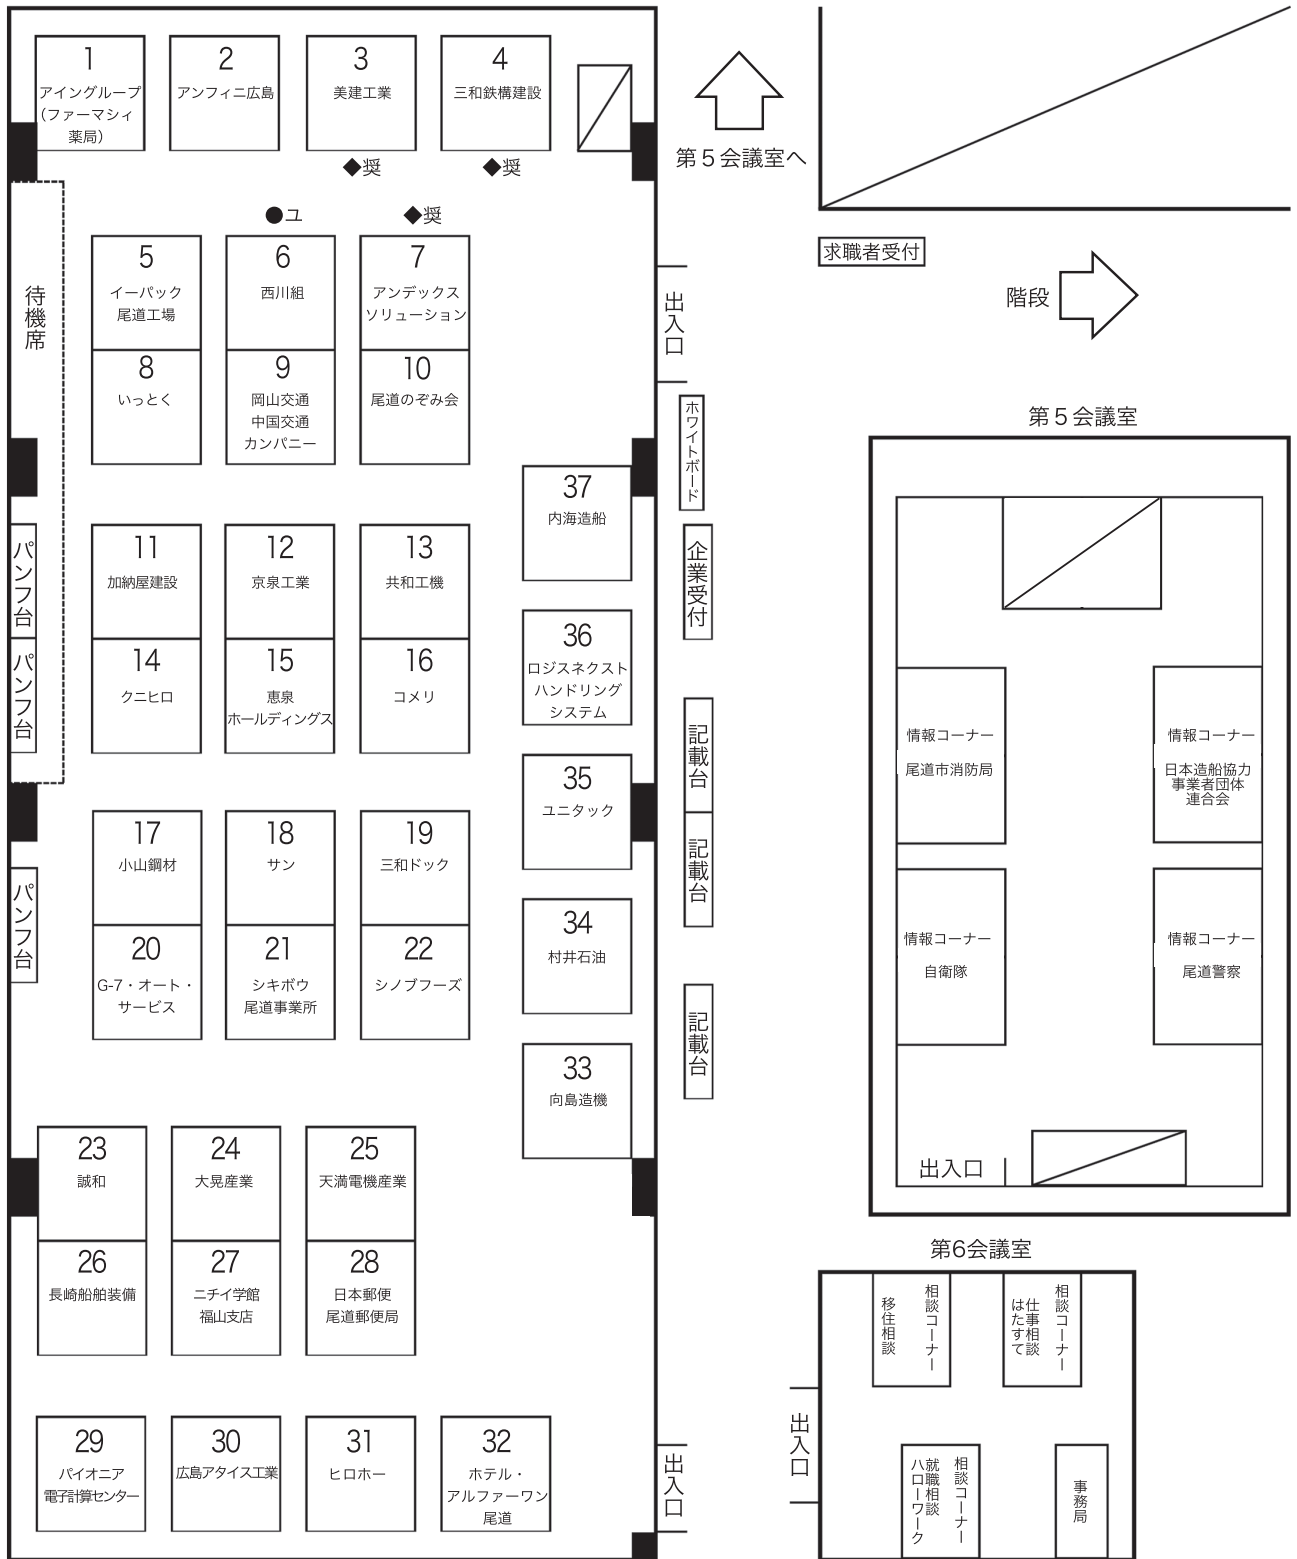 1
アイングループ
（ファーマシィ
薬局）
2
アンフィニ広島
3
美建工業
4
三和鉄構建設
◆奨
◆奨
●ユ
◆奨
待機席
5
イーパック
尾道工場
6
西川組
7
アンデックス
ソリューション
8
いっとく
9
岡山交通
中国交通
カンパニー
10
尾道のぞみ会
パンフ台
パンフ台
11
加納屋建設
12
京泉工業
13
共和工機
14
クニヒロ
15
恵泉
ホールディングス
16
コメリ
パンフ台
17
小山鋼材
18
サン
19
三和ドック
20
G-7・オート・
サービス
21
シキボウ
尾道事業所
22
シノブフーズ
37
内海造船
36
ロジスネクスト
ハンドリング
システム
35
ユニタック
34
村井石油
33
向島造機
23
誠和
24
大晃産業
25
天満電機産業
26
長崎船舶装備
27
ニチイ学館
福山支店
28
日本郵便
尾道郵便局
29
パイオニア
電子計算センター
30
広島アタイス工業
31
ヒロホー
32
ホテル・
アルファーワン
尾道
第５会議室へ
求職者受付
階段
出入口
ホワイトボード
企業受付
記載台
記載台
記載台
出入口
第５会議室
情報コーナー
尾道市消防局
情報コーナー
日本造船協力
事業者団体
連合会
情報コーナー
自衛隊
情報コーナー
尾道警察
出入口
第6会議室
相談コーナー
移住相談
相談コーナー
仕事相談
はたすて
出入口
相談コーナー
就職相談
ハローワーク
事務局